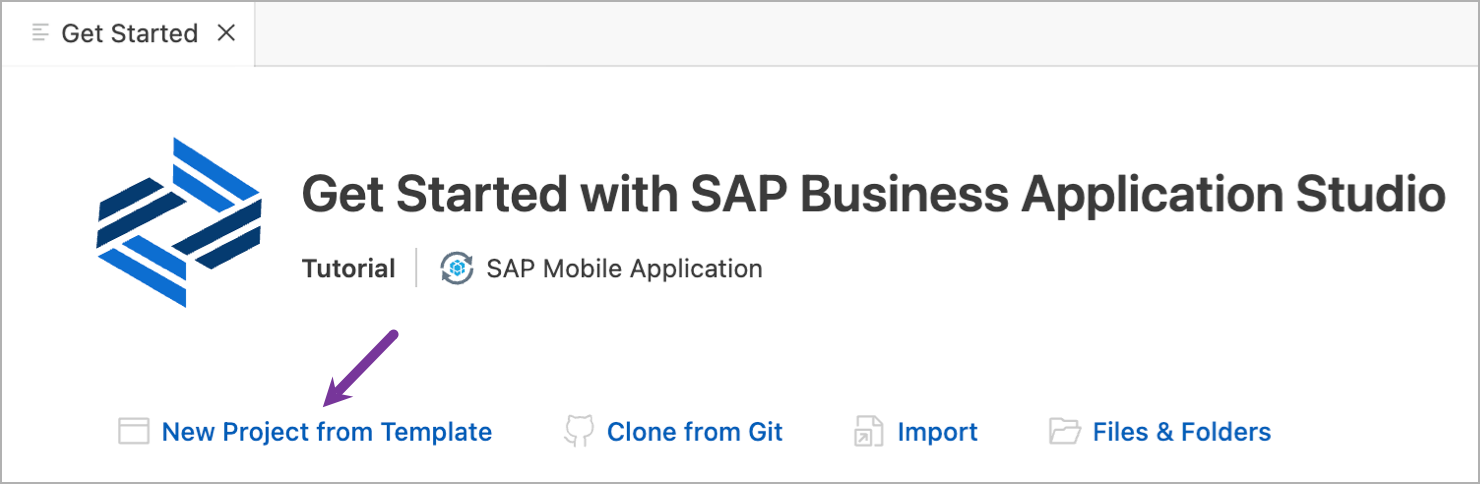 Get Started
Get Started with SAP Business Application Studio
Tutorial SAP Mobile Application
New Project from Template Clone from Git Import Files & Folders